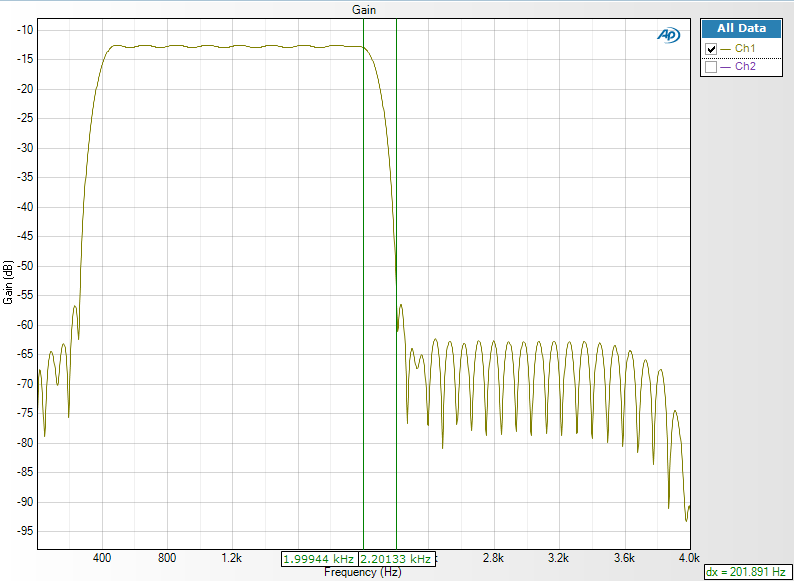 Gain
All Data
Ch1
Ch2
AP
-10
-20
-25
-30
-35
-40
-45
-50
-55
-60
-65
-70
-75
-80
-85
-90
-95
Gain (dB)
400 800 1.2k 1.99944 kHz 2.20133 kHz 2.8k 3.2k 3.6k 4.0k
Frequency (Hz)
dx = 201.891 Hz